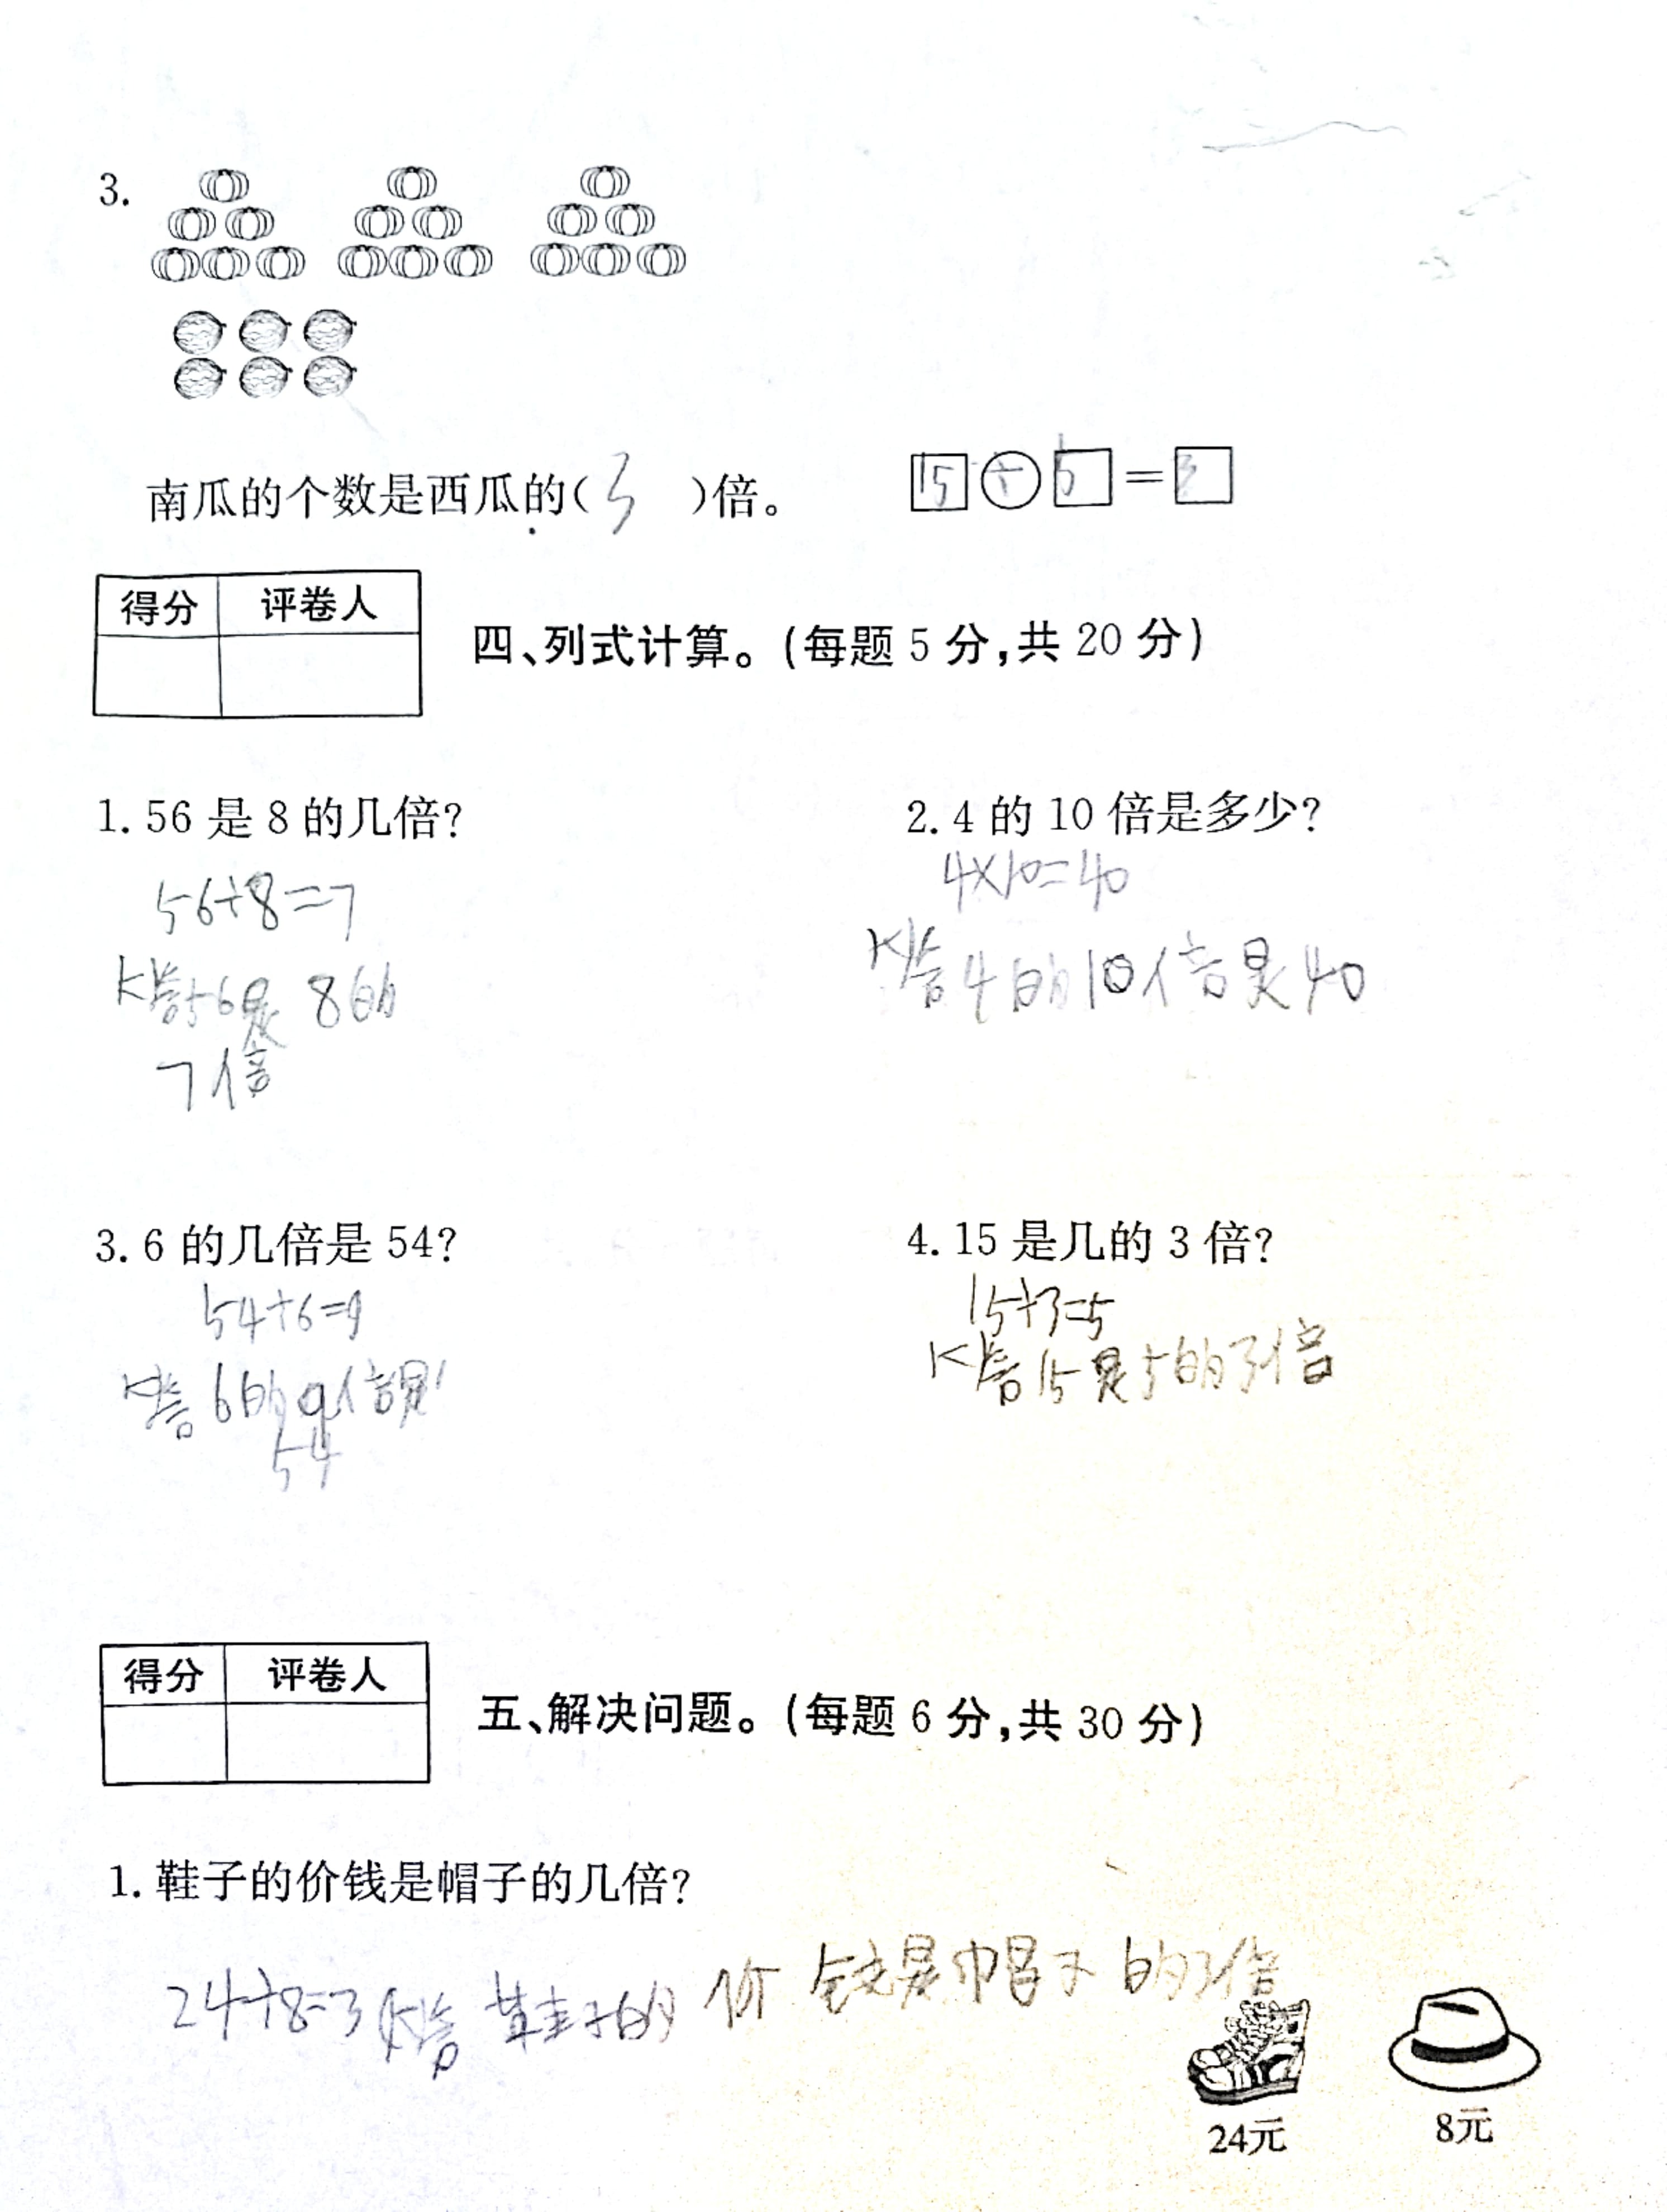 3.
南瓜的个数是西瓜的(3)倍。 15÷5=3
得分 评卷人
四、列式计算。(每题 5 分,共 20 分)
1. 56 是 8 的几倍? 2. 4 的 10 倍是多少?
56÷8=7 4×10=40
答56是 8的 答4的10倍是40
7倍
3. 6 的几倍是 54? 4. 15 是几的 3 倍?
54÷6=9 15÷3=5
答6的9倍是 答15是5的3倍
54
得分 评卷人
五、解决问题。(每题 6 分,共 30 分)
1. 鞋子的价钱是帽子的几倍?
24÷8=3 答 鞋子的 价 钱是帽子 的3倍
24元 8元